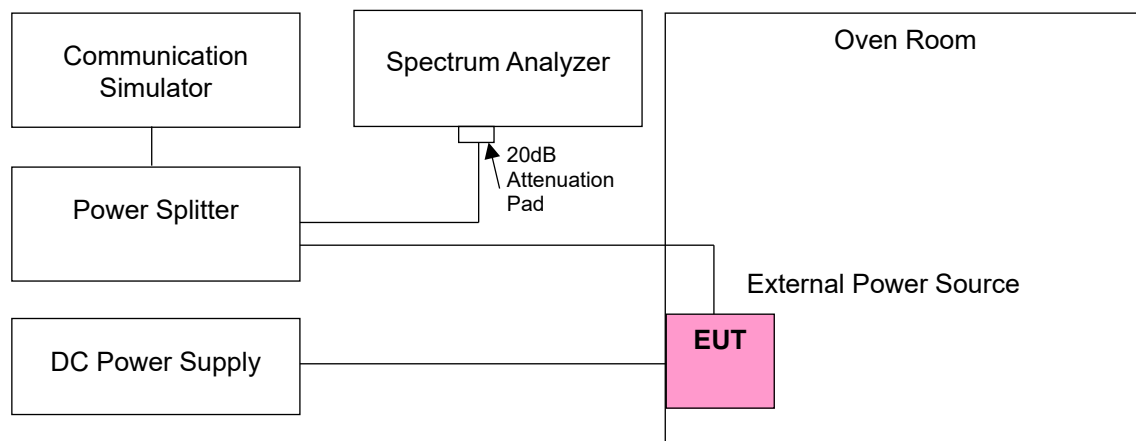 Communication
Simulator
Spectrum Analyzer
Oven Room
20dB
Attenuation
Pad
Power Splitter
External Power Source
EUT
DC Power Supply